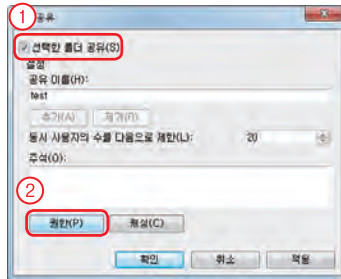 1
공유
선택한 폴더 공유(S)
설정
공유 이름(H):
test
추가(A) 제거(R)
동시 사용자의 수를 다음으로 제한(L): 20
주석(O):
2
권한(P) 캐싱(C)
확인 취소 적용